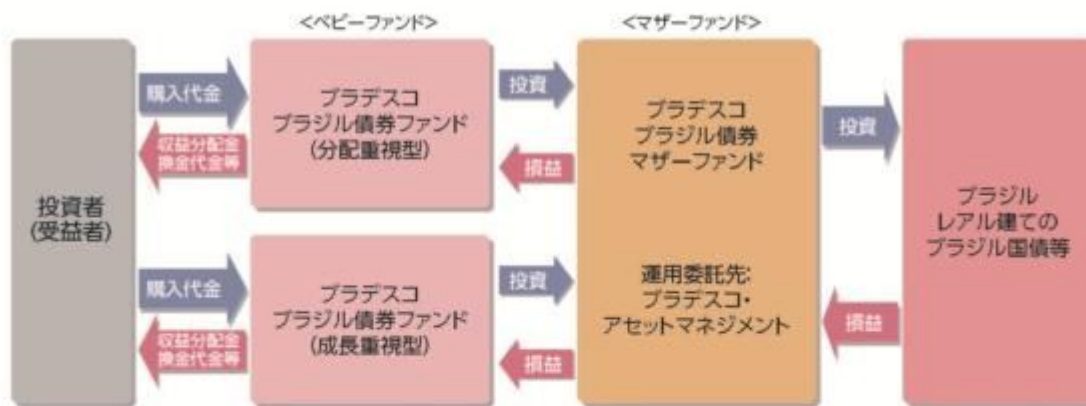 <ベビーファンド>
<マザーファンド>
投資者
(受益者)
購入代金
収益分配金
換金代金等
ブラデスコ
ブラジル債券ファンド
(分配重視型)
投資
損益
購入代金
収益分配金
換金代金等
ブラデスコ
ブラジル債券ファンド
(成長重視型)
投資
損益
ブラデスコ
ブラジル債券
マザーファンド
運用委託先:
ブラデスコ・
アセットマネジメント
投資
損益
ブラジル
レアル建ての
ブラジル国債等